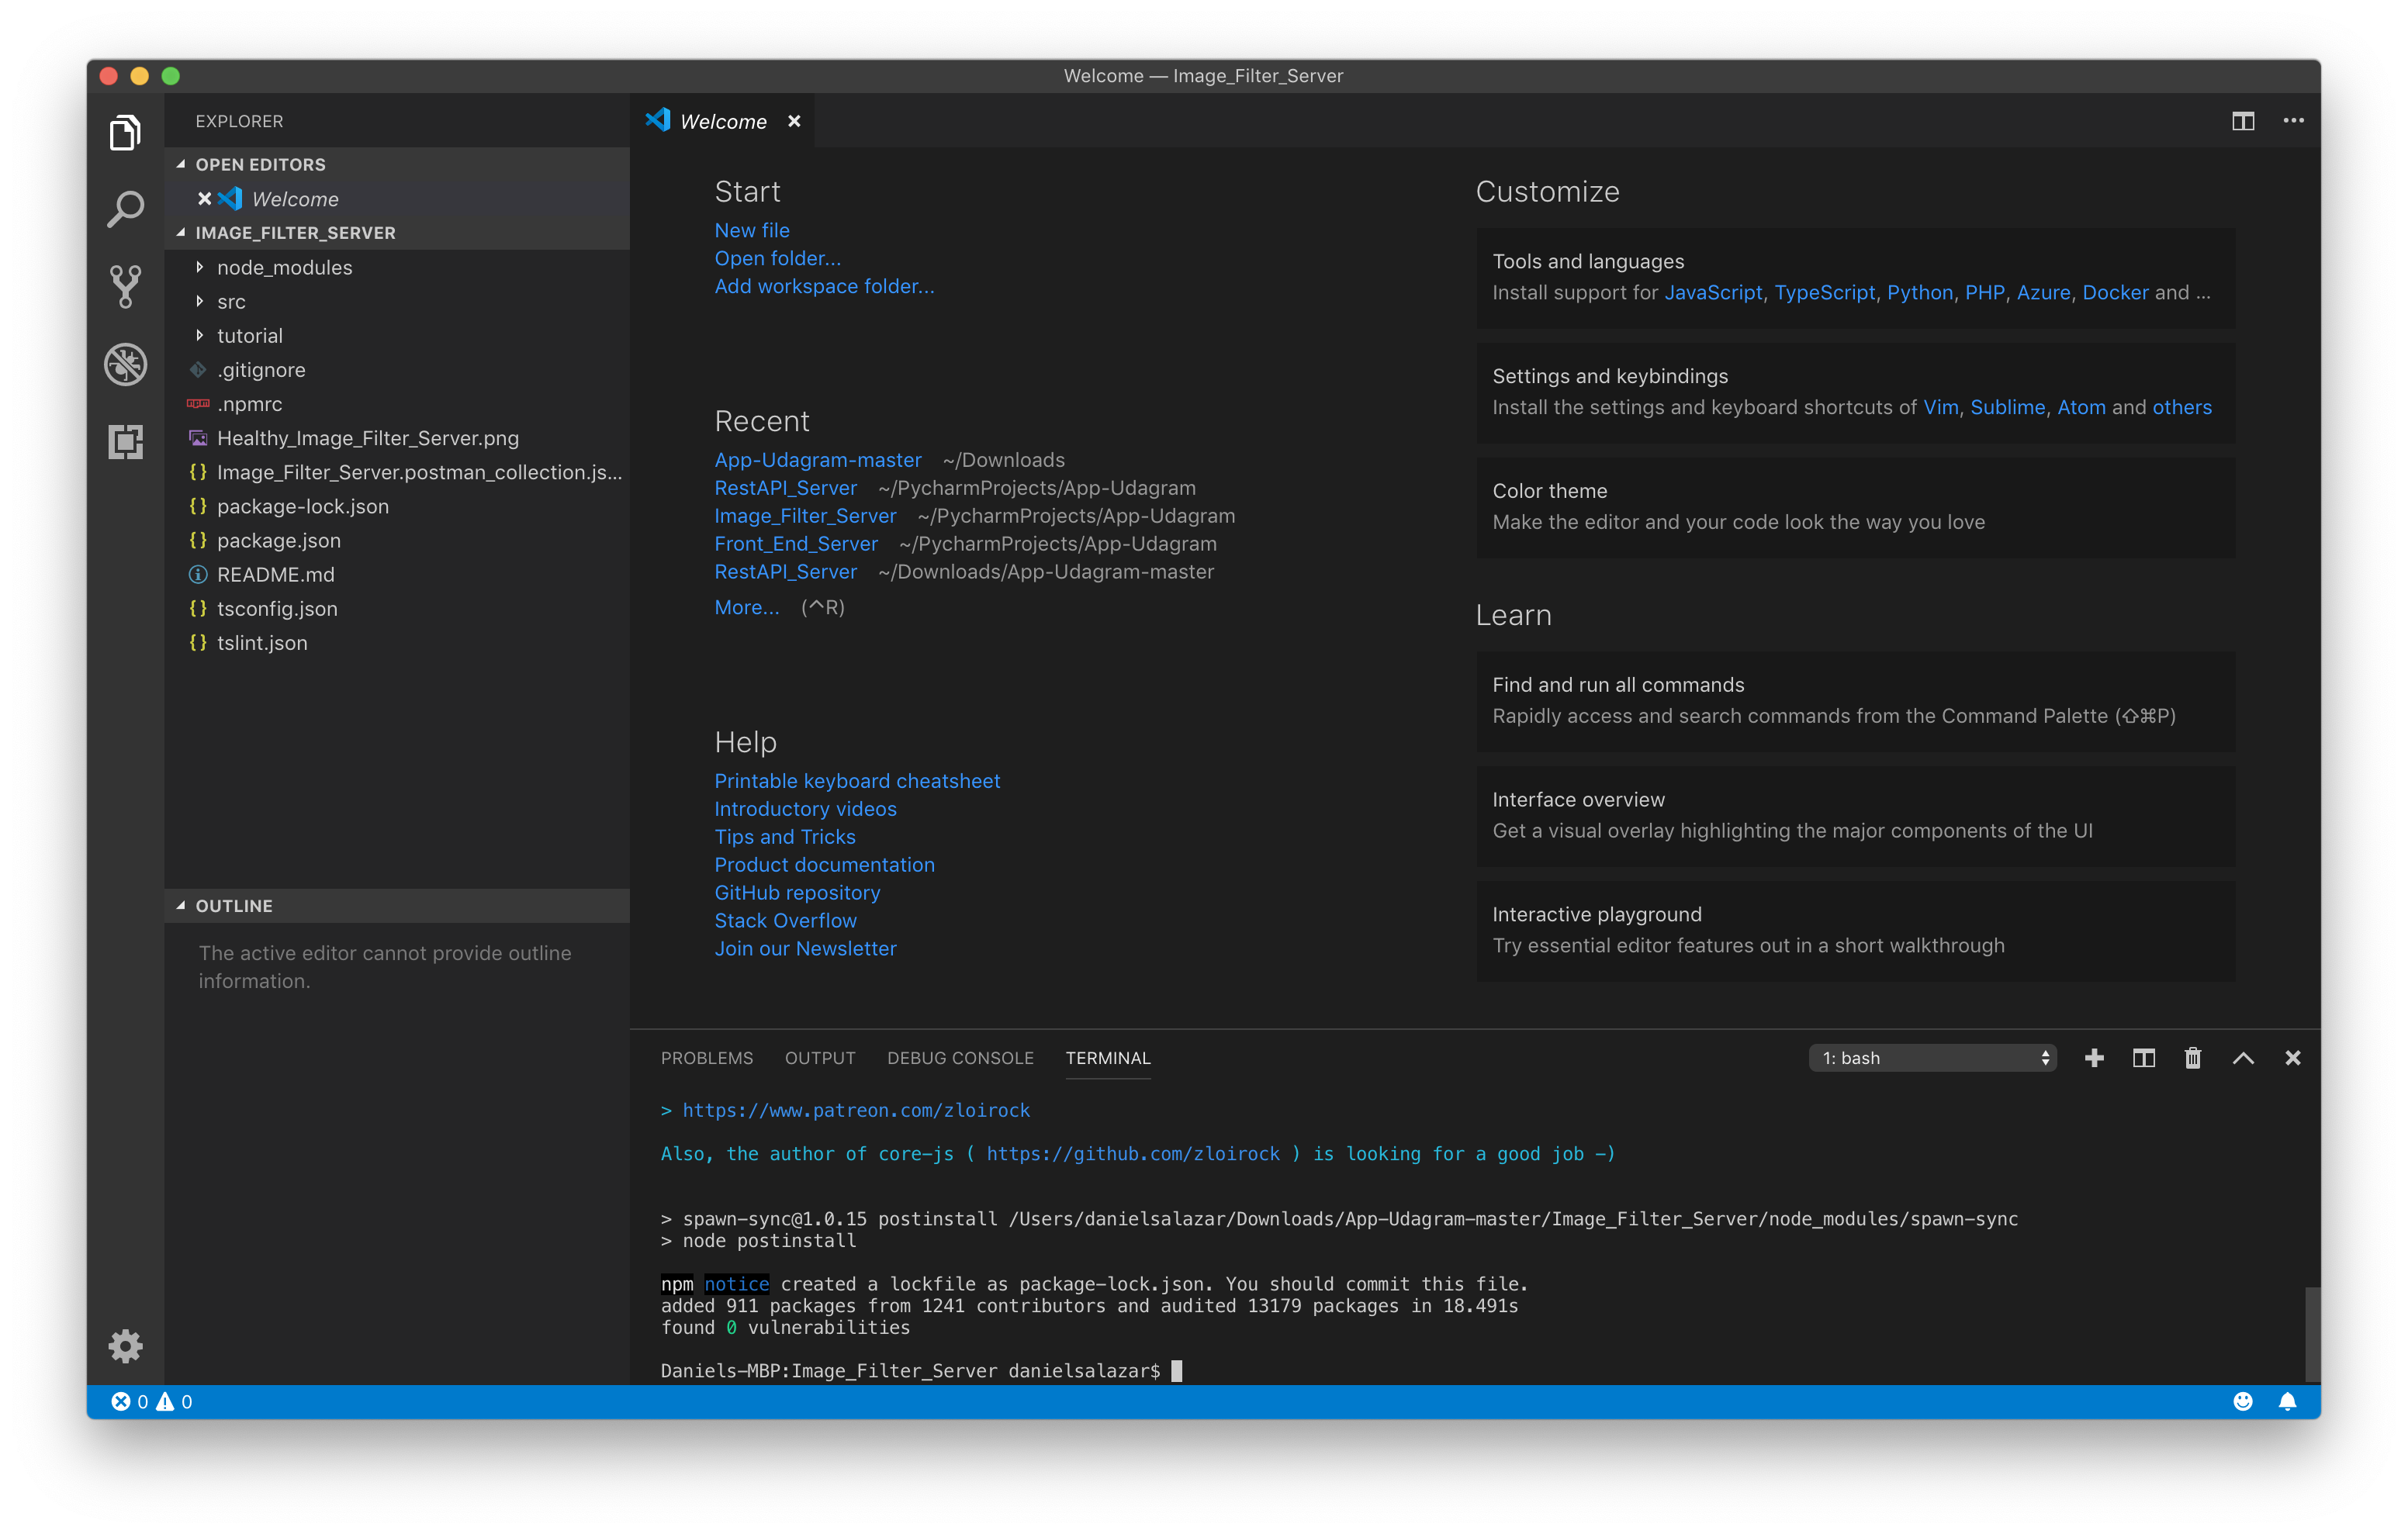 Welcome — Image_Filter_Server
EXPLORER
OPEN EDITORS
Welcome
IMAGE_FILTER_SERVER
node_modules
src
tutorial
.gitignore
.npmrc
Healthy_Image_Filter_Server.png
Image_Filter_Server.postman_collection.js...
package-lock.json
package.json
README.md
tsconfig.json
tslint.json
OUTLINE
The active editor cannot provide outline
information.
Welcome
Start
New file
Open folder...
Add workspace folder...
Recent
App-Udagram-master ~/Downloads
RestAPI_Server ~/PycharmProjects/App-Udagram
Image_Filter_Server ~/PycharmProjects/App-Udagram
Front_End_Server ~/PycharmProjects/App-Udagram
RestAPI_Server ~/Downloads/App-Udagram-master
More... (^R)
Help
Printable keyboard cheatsheet
Introductory videos
Tips and Tricks
Product documentation
GitHub repository
Stack Overflow
Join our Newsletter
Customize
Tools and languages
Install support for JavaScript, TypeScript, Python, PHP, Azure, Docker and ...
Settings and keybindings
Install the settings and keyboard shortcuts of Vim, Sublime, Atom and others
Color theme
Make the editor and your code look the way you love
Learn
Find and run all commands
Rapidly access and search commands from the Command Palette (⇧⌘P)
Interface overview
Get a visual overlay highlighting the major components of the UI
Interactive playground
Try essential editor features out in a short walkthrough
PROBLEMS OUTPUT DEBUG CONSOLE TERMINAL 1: bash
> https://www.patreon.com/zloirock
Also, the author of core-js ( https://github.com/zloirock ) is looking for a good job -)
> spawn-sync@1.0.15 postinstall /Users/danielsalazar/Downloads/App-Udagram-master/Image_Filter_Server/node_modules/spawn-sync
> node postinstall
npm notice created a lockfile as package-lock.json. You should commit this file.
added 911 packages from 1241 contributors and audited 13179 packages in 18.491s
found 0 vulnerabilities
Daniels-MBP:Image_Filter_Server danielsalazar$
0 0